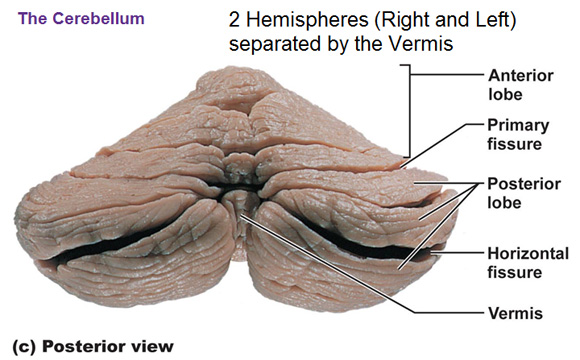 The Cerebellum
2 Hemispheres (Right and Left)
separated by the Vermis
Anterior
lobe
Primary
fissure
Posterior
lobe
Horizontal
fissure
Vermis
(c) Posterior view